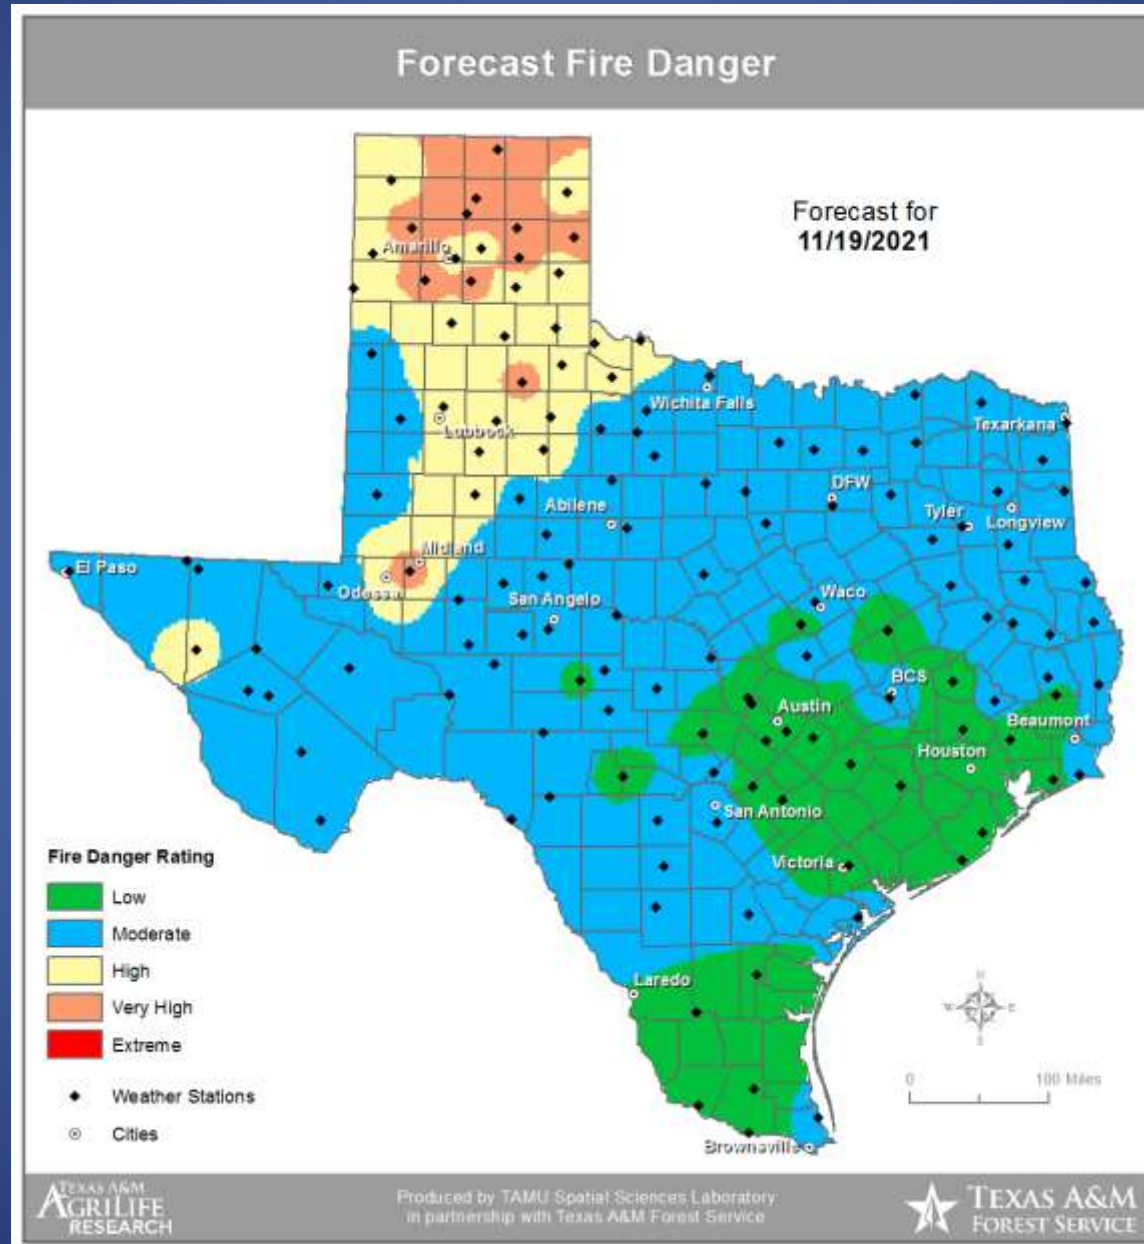 Forecast Fire Danger
Forecast for
11/19/2021
Amarillo
Lubbock
Wichita Falls
Texarkana
DFW
Abilene
Tyler
Longview
El Paso
Midland
Odessa
San Angelo
Waco
BCS
Austin
Beaumont
Houston
San Antonio
Victoria
Laredo
Brownsville
Fire Danger Rating
Low
Moderate
High
Very High
Extreme
Weather Stations
Cities
N
W E
S
0 100 Miles
TEXAS A&M
AGRILIFE
RESEARCH
Produced by TAMU Spatial Sciences Laboratory
in partnership with Texas A&M Forest Service
TEXAS A&M
FOREST SERVICE